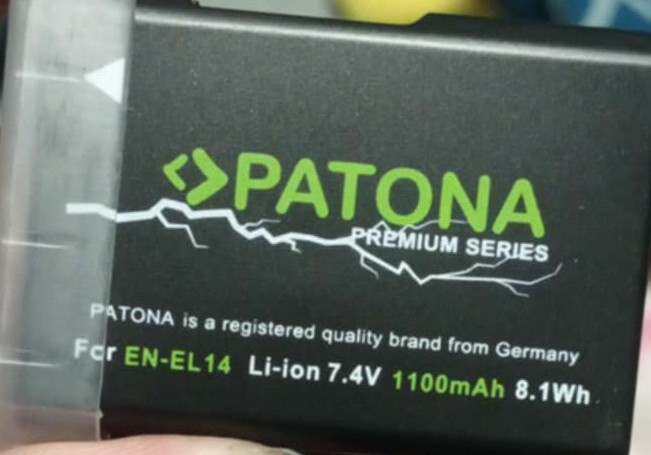 PATONA
PREMIUM SERIES
PATONA is a registered quality brand from Germany
For EN-EL14 Li-ion 7.4V 1100mAh 8.1Wh